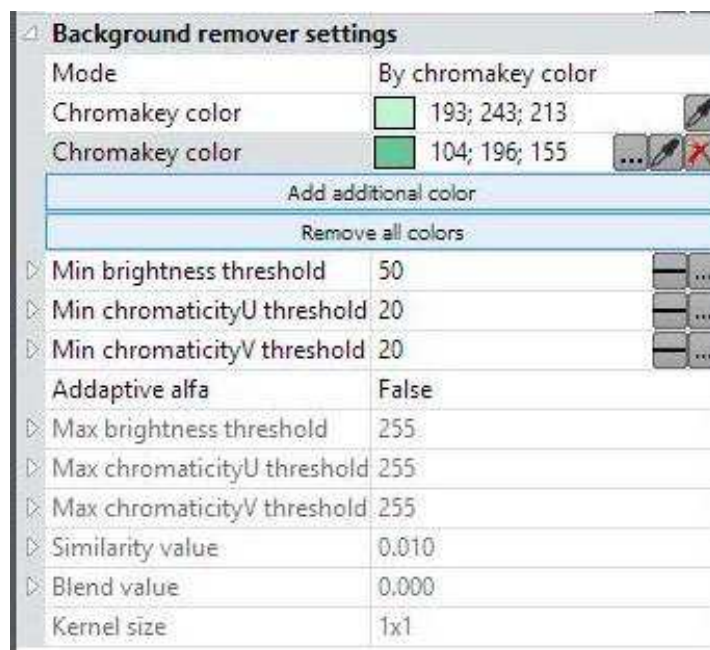 Background remover settings
Mode By chromakey color
Chromakey color 193; 243; 213
Chromakey color 104; 196; 155 ...
Add additional color
Remove all colors
Min brightness threshold 50 ...
Min chromaticityU threshold 20 ...
Min chromaticityV threshold 20 ...
Addaptive alfa False
Max brightness threshold 255
Max chromaticityU threshold 255
Max chromaticityV threshold 255
Similarity value 0.010
Blend value 0.000
Kernel size 1x1